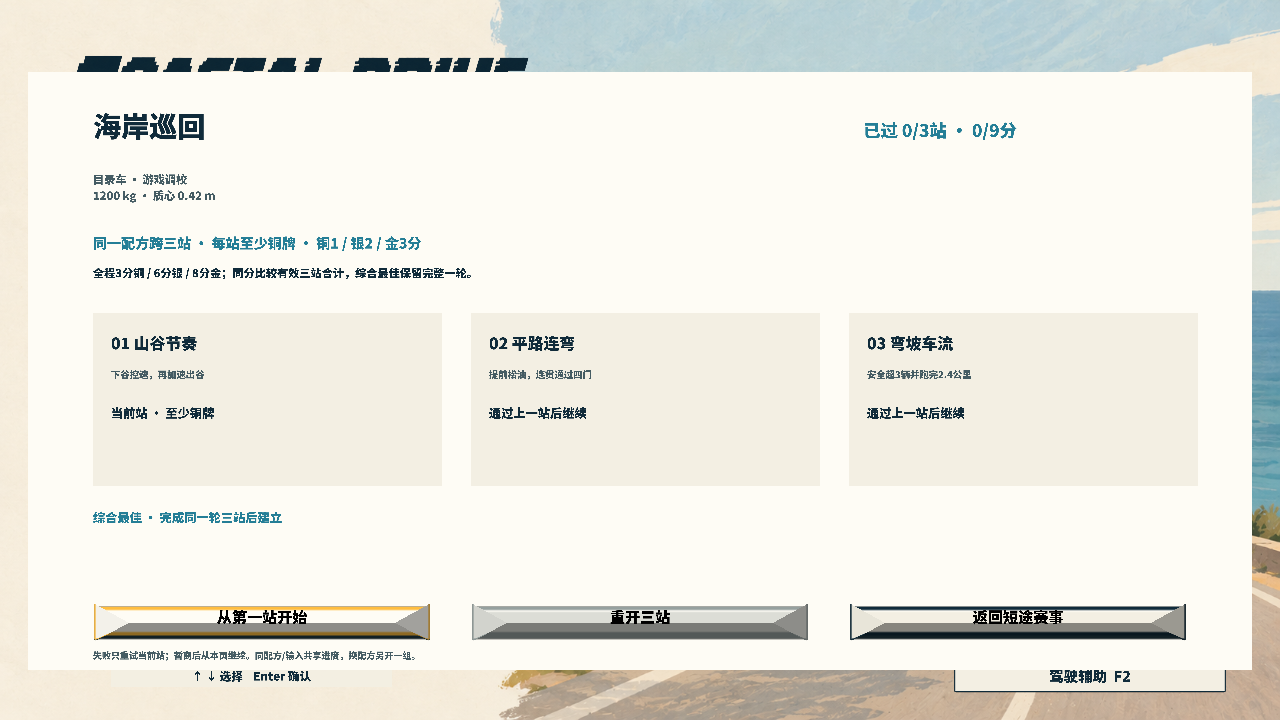 COASTAL DRIVE
海岸巡回
已过 0/3站 · 0/9分
目录车 · 游戏调校
1200 kg · 质心 0.42 m
同一配方跨三站 · 每站至少铜牌 · 铜1 / 银2 / 金3分
全程3分铜 / 6分银 / 8分金；同分比较有效三站合计，综合最佳保留完整一轮。
01 山谷节奏
下谷控速，再加速出谷
当前站 · 至少铜牌
02 平路连弯
提前松油，连贯通过四门
通过上一站后继续
03 弯坡车流
安全超3辆并跑完2.4公里
通过上一站后继续
综合最佳 · 完成同一轮三站后建立
从第一站开始
重开三站
返回短途赛事
失败只重试当前站；暂离后从本页继续。同配方/输入共享进度，换配方另开一组。
↑ ↓ 选择 Enter 确认
驾驶辅助 F2